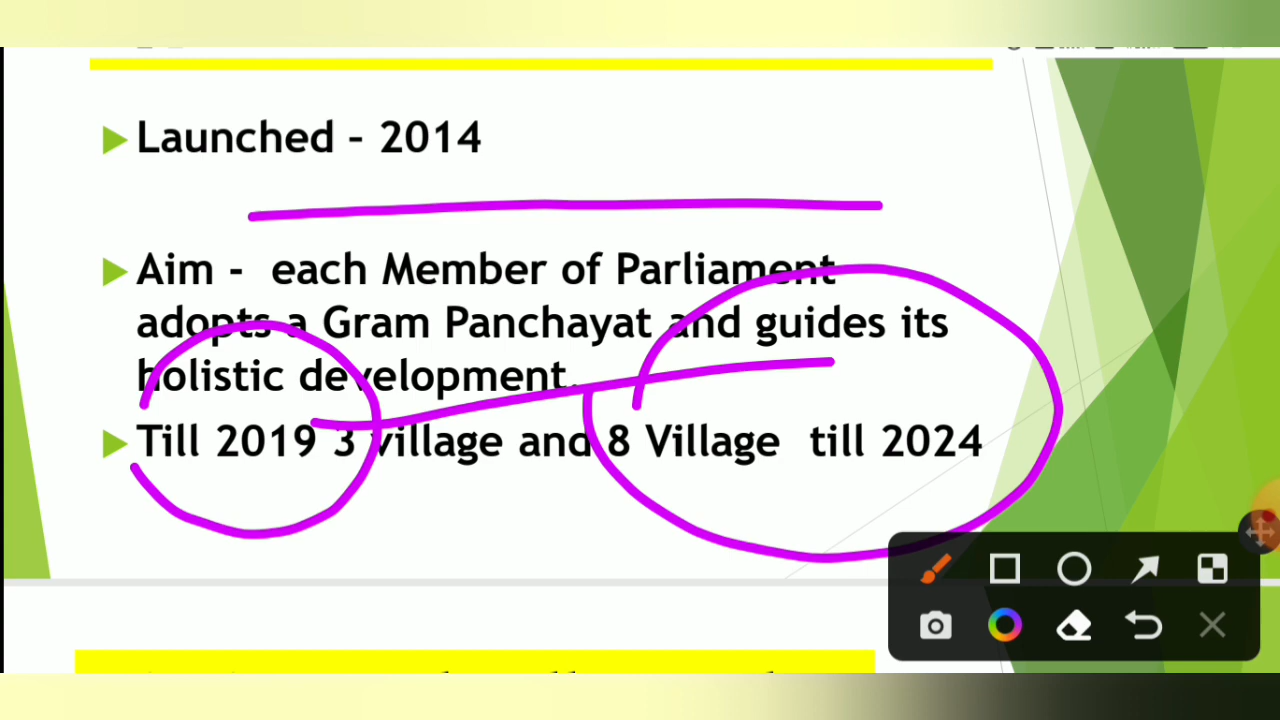 Launched – 2014
Aim - each Member of Parliament
adopts a Gram Panchayat and guides its
holistic development.
Till 2019 3 village and 8 Village till 2024